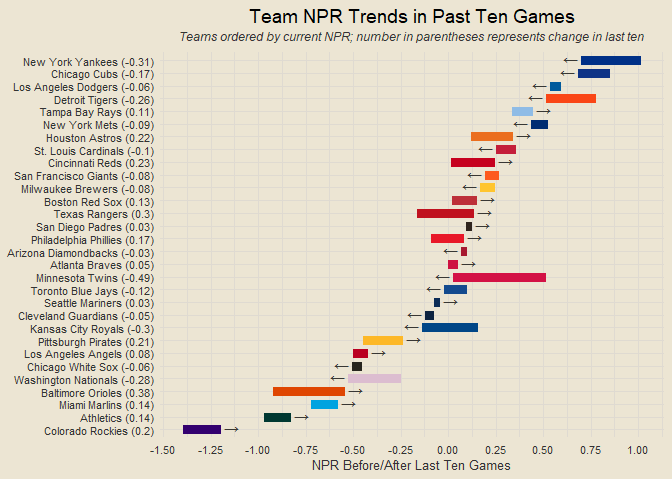 Team NPR Trends in Past Ten Games
Teams ordered by current NPR; number in parentheses represents change in last ten
New York Yankees (-0.31)
Chicago Cubs (-0.17)
Los Angeles Dodgers (-0.06)
Detroit Tigers (-0.26)
Tampa Bay Rays (0.11)
New York Mets (-0.09)
Houston Astros (0.22)
St. Louis Cardinals (-0.1)
Cincinnati Reds (0.23)
San Francisco Giants (-0.08)
Milwaukee Brewers (-0.08)
Boston Red Sox (0.13)
Texas Rangers (0.3)
San Diego Padres (0.03)
Philadelphia Phillies (0.17)
Arizona Diamondbacks (-0.03)
Atlanta Braves (0.05)
Minnesota Twins (-0.49)
Toronto Blue Jays (-0.12)
Seattle Mariners (0.03)
Cleveland Guardians (-0.05)
Kansas City Royals (-0.3)
Pittsburgh Pirates (0.21)
Los Angeles Angels (0.08)
Chicago White Sox (-0.06)
Washington Nationals (-0.28)
Baltimore Orioles (0.38)
Miami Marlins (0.14)
Athletics (0.14)
Colorado Rockies (0.2)
-1.50 -1.25 -1.00 -0.75 -0.50 -0.25 0.00 0.25 0.50 0.75 1.00
NPR Before/After Last Ten Games